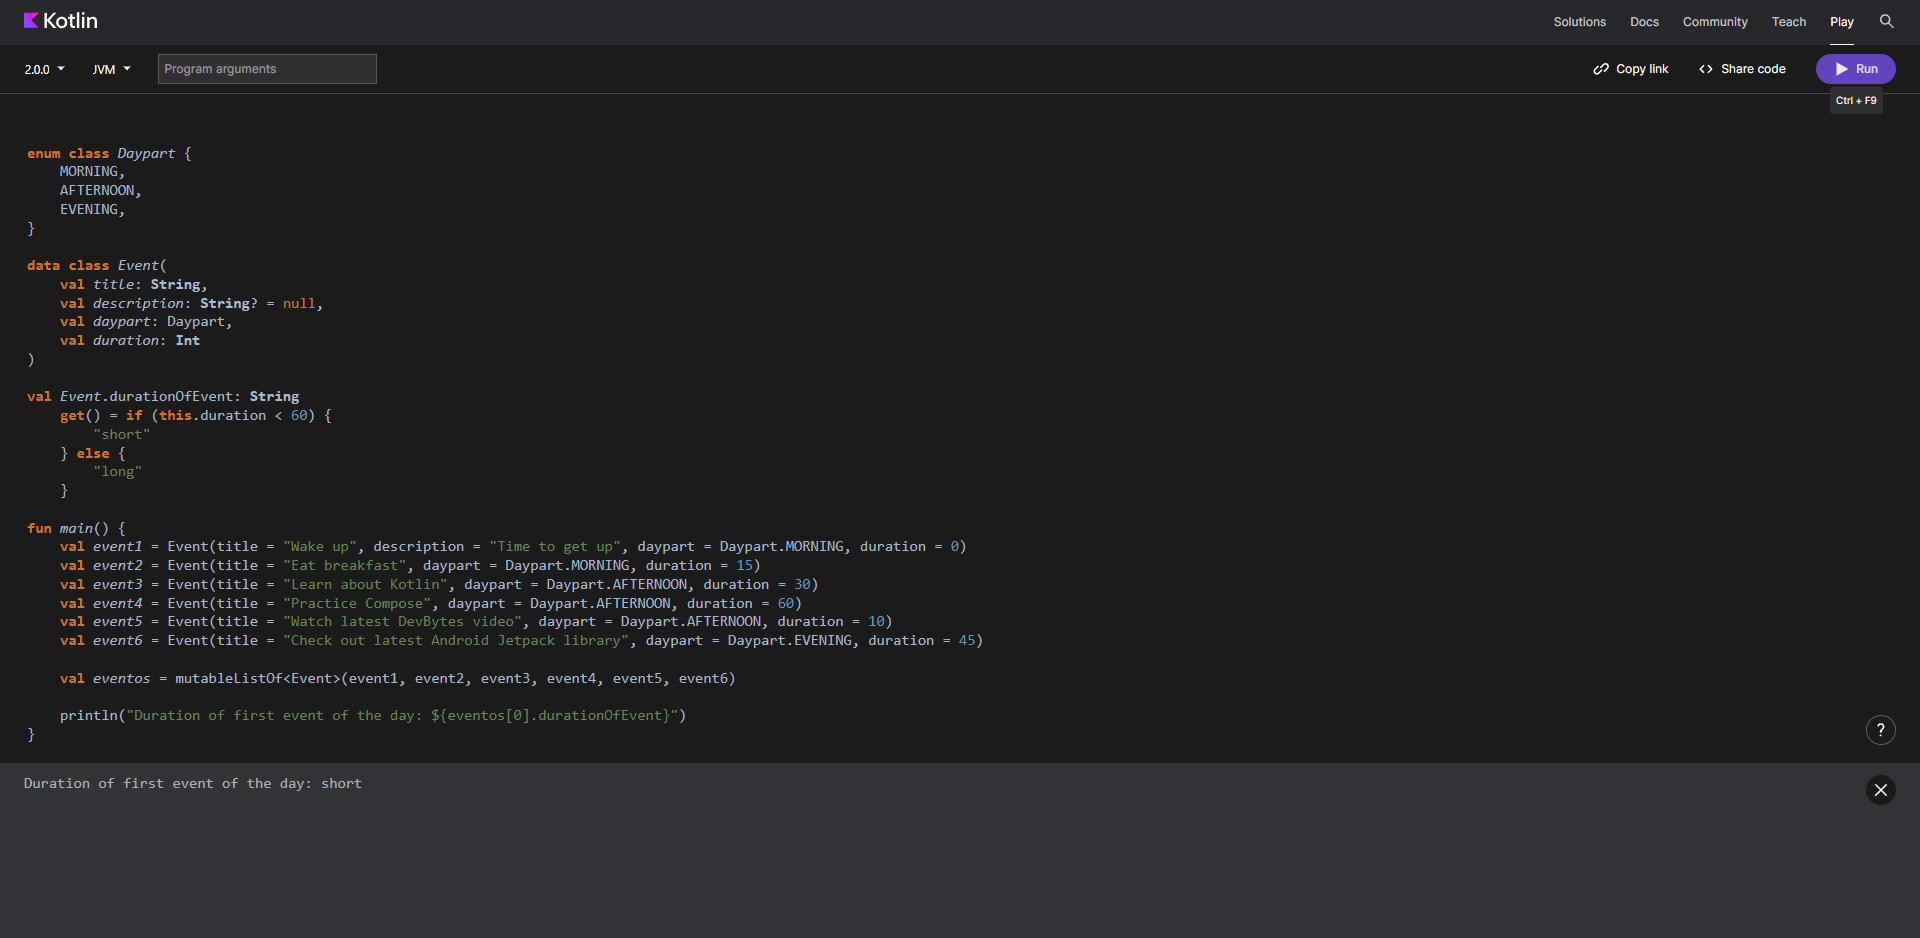 Kotlin
Solutions Docs Community Teach Play
2.0.0 JVM Program arguments Copy link <> Share code Run
Ctrl + F9
enum class Daypart {
    MORNING,
    AFTERNOON,
    EVENING,
}
data class Event(
    val title: String,
    val description: String? = null,
    val daypart: Daypart,
    val duration: Int
)
val Event.durationOfEvent: String
    get() = if (this.duration < 60) {
        "short"
    } else {
        "long"
    }
fun main() {
    val event1 = Event(title = "Wake up", description = "Time to get up", daypart = Daypart.MORNING, duration = 0)
    val event2 = Event(title = "Eat breakfast", daypart = Daypart.MORNING, duration = 15)
    val event3 = Event(title = "Learn about Kotlin", daypart = Daypart.AFTERNOON, duration = 30)
    val event4 = Event(title = "Practice Compose", daypart = Daypart.AFTERNOON, duration = 60)
    val event5 = Event(title = "Watch latest DevBytes video", daypart = Daypart.AFTERNOON, duration = 10)
    val event6 = Event(title = "Check out latest Android Jetpack library", daypart = Daypart.EVENING, duration = 45)
    val eventos = mutableListOf<Event>(event1, event2, event3, event4, event5, event6)
    println("Duration of first event of the day: ${eventos[0].durationOfEvent}")
}
?
Duration of first event of the day: short